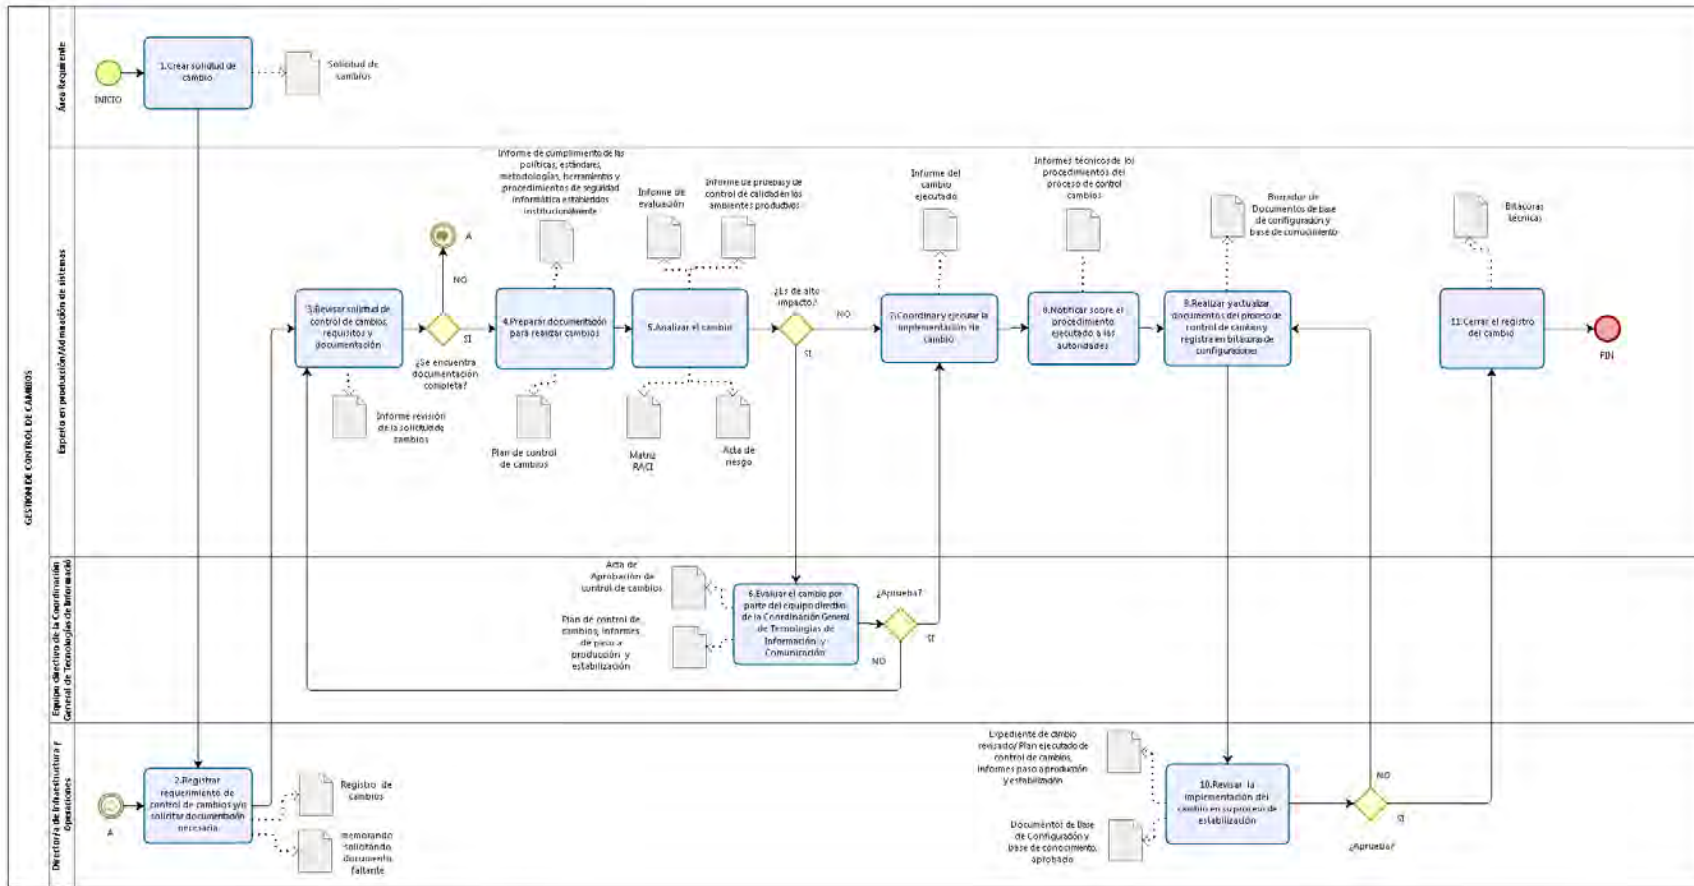 GESTION DE CONTROL DE CAMBIOS
Área Requirente
INICIO
1.Crear solicitud de
cambio
Solicitud de
cambios
Experto en producción/Administración de sistemas
3.Revisar solicitud de
control de cambios,
requisitos y
documentación
Informe revisión
de la solicitud de
cambios
A
NO
SI
¿Se encuentra
documentación
completa?
Informe de cumplimiento de las
políticas, estándares,
metodologías, herramientas y
procedimientos de seguridad
informática establecidos
institucionalmente
4.Preparar documentación
para realizar cambios
Plan de control
de cambios
Informe de
evaluación
Informe de pruebas y de
control de calidad en los
ambientes productivos
5.Analizar el cambio
Matriz
RACI
Acta de
riesgo
¿Es de alto
impacto?
NO
SI
Informe del
cambio
ejecutado
7.Coordinar y ejecutar la
implementación de
cambio
Informes técnicos de los
procedimientos del
proceso de control
cambios
8.Notificar sobre el
procedimiento
ejecutado a las
autoridades
Borrador de
Documentos de base
de configuración y
base de conocimiento
9.Realizar y actualizar
documentos del proceso de
control de cambios y
registra en bitácoras de
configuraciones
Bitácoras
técnicas
11.Cerrar el registro
del cambio
FIN
Equipo directivo de la Coordinación
General de Tecnologías de Informació
Acta de
Aprobación de
control de cambios
Plan de control de
cambios, informes
de paso a
producción y
estabilización
6.Evaluar el cambio por
parte del equipo directivo
de la Coordinación General
de Tecnologías de
Información y
Comunicación
¿Aprueba?
SI
NO
Director/a de Infraestructura y
Operaciones
A
2.Registrar
requerimiento de
control de cambios y/o
solicitar documentación
necesaria
Registro de
cambios
memorando
solicitando
documento
faltante
Expediente de cambio
revisado/ Plan ejecutado de
control de cambios,
informes paso a producción
y estabilización
Documentos de Base
de Configuración y
base de conocimiento,
aprobado
10.Revisar la
implementación del
cambio en su proceso de
estabilización
NO
SI
¿Aprueba?